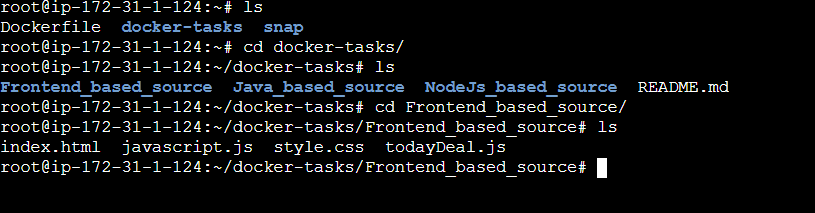 root@ip-172-31-1-124:~# ls
Dockerfile  docker-tasks  snap
root@ip-172-31-1-124:~# cd docker-tasks/
root@ip-172-31-1-124:~/docker-tasks# ls
Frontend_based_source  Java_based_source  NodeJs_based_source  README.md
root@ip-172-31-1-124:~/docker-tasks# cd Frontend_based_source/
root@ip-172-31-1-124:~/docker-tasks/Frontend_based_source# ls
index.html  javascript.js  style.css  todayDeal.js
root@ip-172-31-1-124:~/docker-tasks/Frontend_based_source#